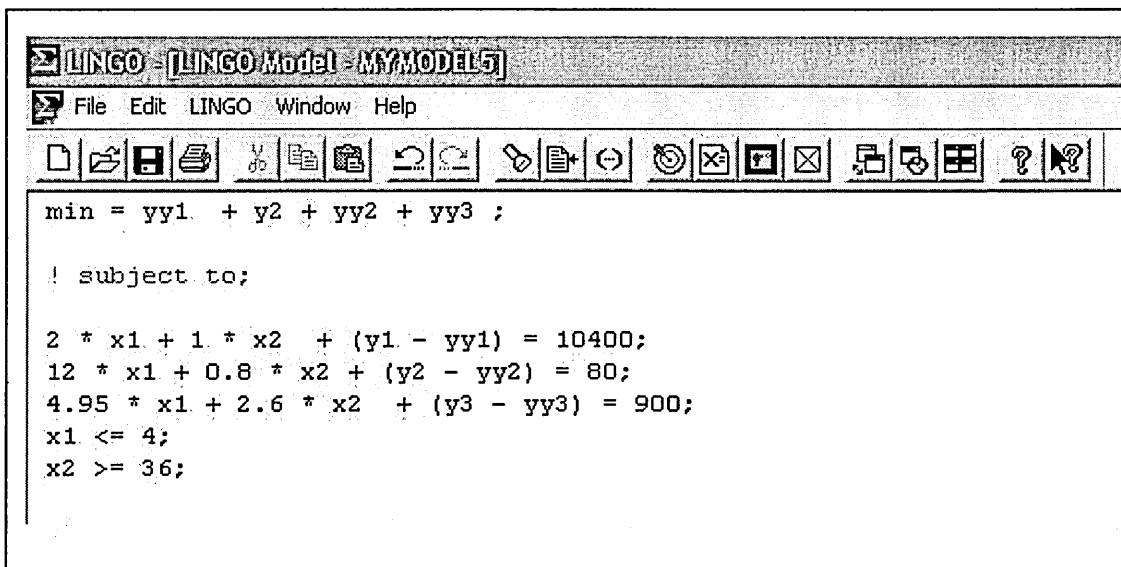 LINGO - [LINGO Model - MYMODEL5]
File Edit LINGO Window Help
min = yy1 + y2 + yy2 + yy3 ;
! subject to;
2 * x1 + 1 * x2 + (y1 - yy1) = 10400;
12 * x1 + 0.8 * x2 + (y2 - yy2) = 80;
4.95 * x1 + 2.6 * x2 + (y3 - yy3) = 900;
x1 <= 4;
x2 >= 36;